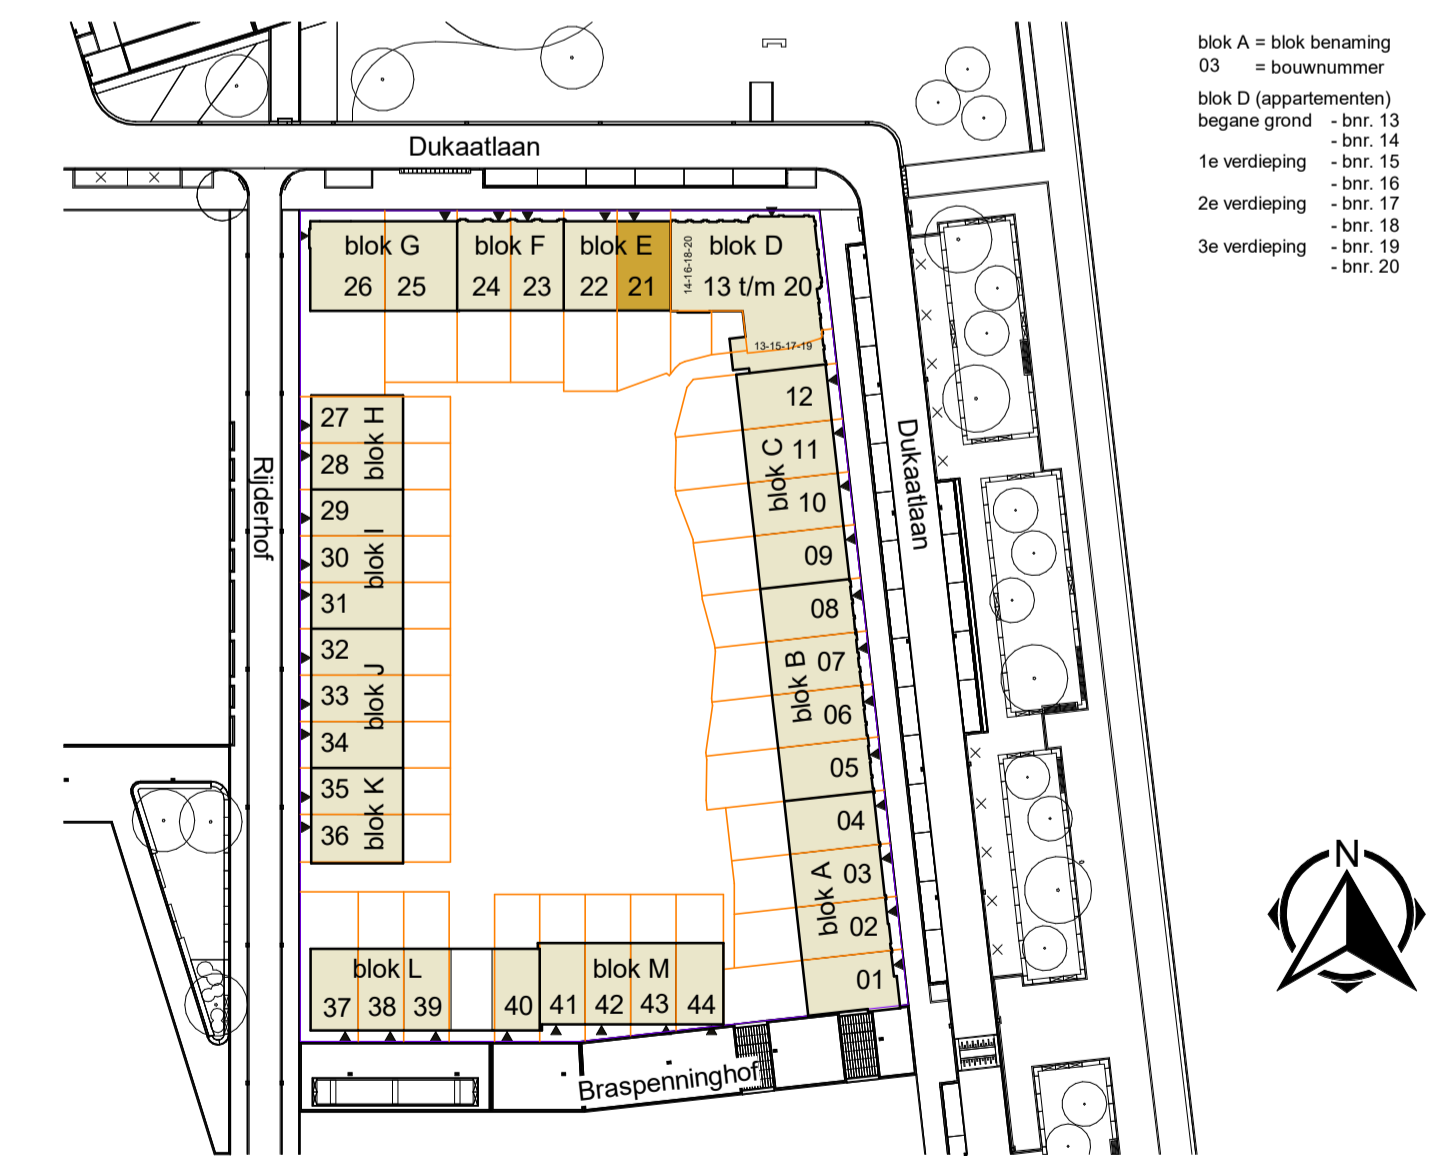 blok A = blok benaming
03 = bouwnummer
blok D (appartementen)
begane grond - bnr. 13
- bnr. 14
1e verdieping - bnr. 15
- bnr. 16
2e verdieping - bnr. 17
- bnr. 18
3e verdieping - bnr. 19
- bnr. 20
Dukaatlaan
blok G
26 25
blok F
24 23
blok E
22 21
14-16-18-20
blok D
13 t/m 20
13-15-17-19
12
11
10
09
blok C
08
07
06
05
blok B
04
03
02
01
blok A
Dukaatlaan
Rijderhof
27
28
blok H
29
30
31
blok I
32
33
34
blok J
35
36
blok K
blok L
37 38 39 40
blok M
41 42 43 44
Braspenninghof
N